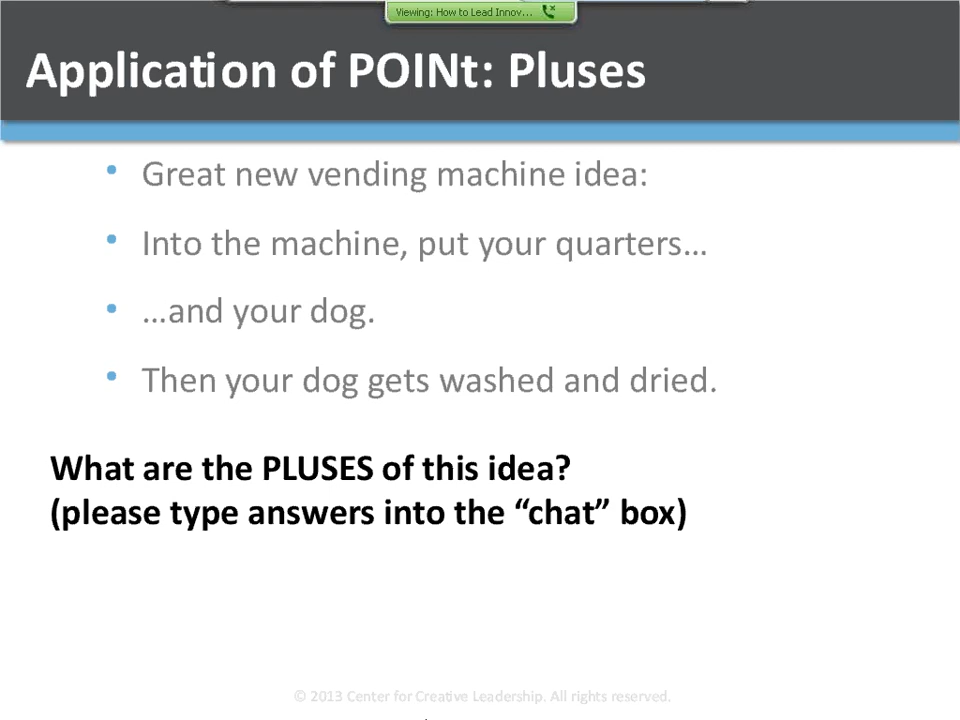 Viewing: How to Lead Innov...
Application of POINt: Pluses
• Great new vending machine idea:
• Into the machine, put your quarters…
• …and your dog.
• Then your dog gets washed and dried.
What are the PLUSES of this idea?
(please type answers into the “chat” box)
© 2013 Center for Creative Leadership. All rights reserved.